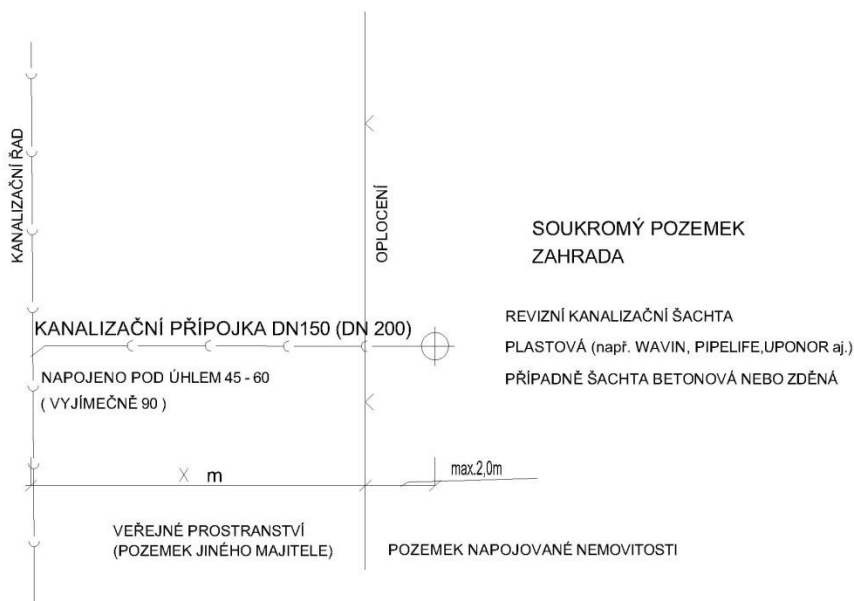 KANALIZAČNÍ ŘAD
OPLOCENÍ
SOUKROMÝ POZEMEK
ZAHRADA
KANALIZAČNÍ PŘÍPOJKA DN150 (DN 200)
REVIZNÍ KANALIZAČNÍ ŠACHTA
PLASTOVÁ (např. WAVIN, PIPELIFE,UPONOR aj.)
PŘÍPADNĚ ŠACHTA BETONOVÁ NEBO ZDĚNÁ
NAPOJENO POD ÚHLEM 45 - 60
( VYJÍMEČNĚ 90 )
X m
max.2,0m
VEŘEJNÉ PROSTRANSTVÍ
(POZEMEK JINÉHO MAJITELE)
POZEMEK NAPOJOVANÉ NEMOVITOSTI